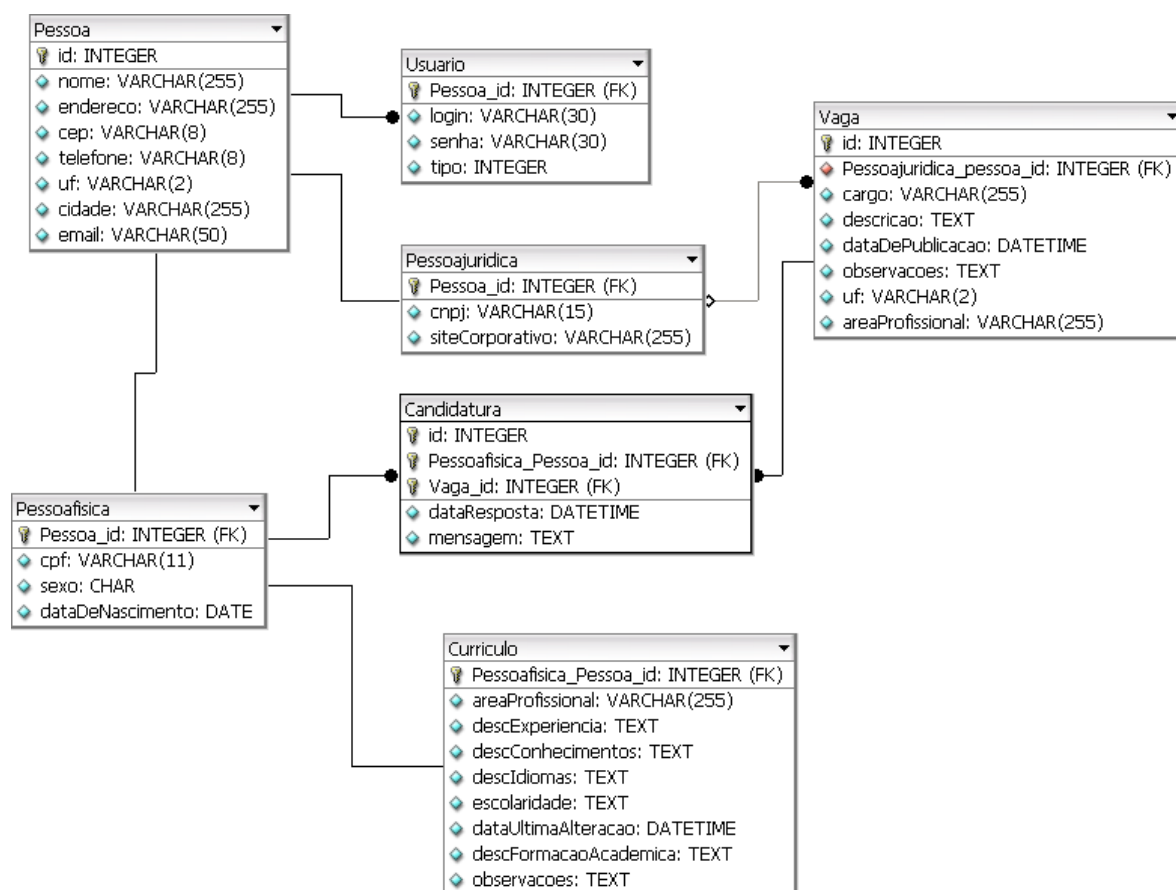 Pessoa
id: INTEGER
nome: VARCHAR(255)
endereco: VARCHAR(255)
cep: VARCHAR(8)
telefone: VARCHAR(8)
uf: VARCHAR(2)
cidade: VARCHAR(255)
email: VARCHAR(50)
Usuario
Pessoa_id: INTEGER (FK)
login: VARCHAR(30)
senha: VARCHAR(30)
tipo: INTEGER
Vaga
id: INTEGER
Pessoajuridica_pessoa_id: INTEGER (FK)
cargo: VARCHAR(255)
descricao: TEXT
dataDePublicacao: DATETIME
observacoes: TEXT
uf: VARCHAR(2)
areaProfissional: VARCHAR(255)
Pessoajuridica
Pessoa_id: INTEGER (FK)
cnpj: VARCHAR(15)
siteCorporativo: VARCHAR(255)
Candidatura
id: INTEGER
Pessoafisica_Pessoa_id: INTEGER (FK)
Vaga_id: INTEGER (FK)
dataResposta: DATETIME
mensagem: TEXT
Pessoafisica
Pessoa_id: INTEGER (FK)
cpf: VARCHAR(11)
sexo: CHAR
dataDeNascimento: DATE
Curriculo
Pessoafisica_Pessoa_id: INTEGER (FK)
areaProfissional: VARCHAR(255)
descExperiencia: TEXT
descConhecimentos: TEXT
descIdiomas: TEXT
escolaridade: TEXT
dataUltimaAlteracao: DATETIME
descFormacaoAcademica: TEXT
observacoes: TEXT